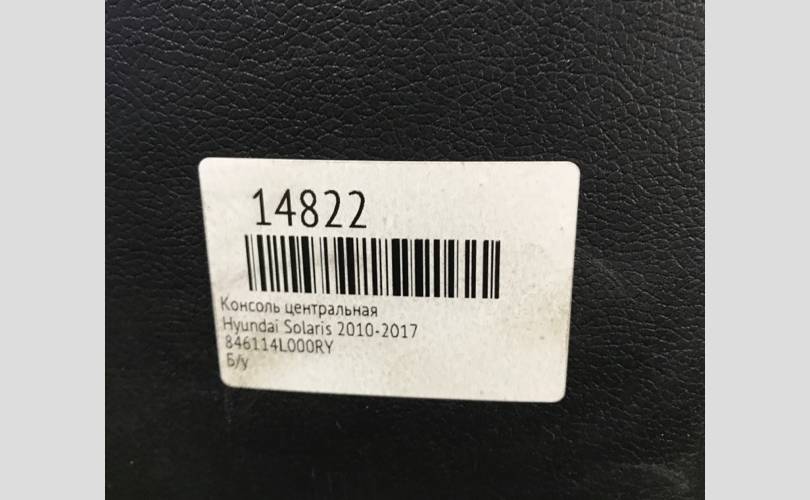 14822
Консоль центральная
Hyundai Solaris 2010-2017
846114L000RY
Б/у